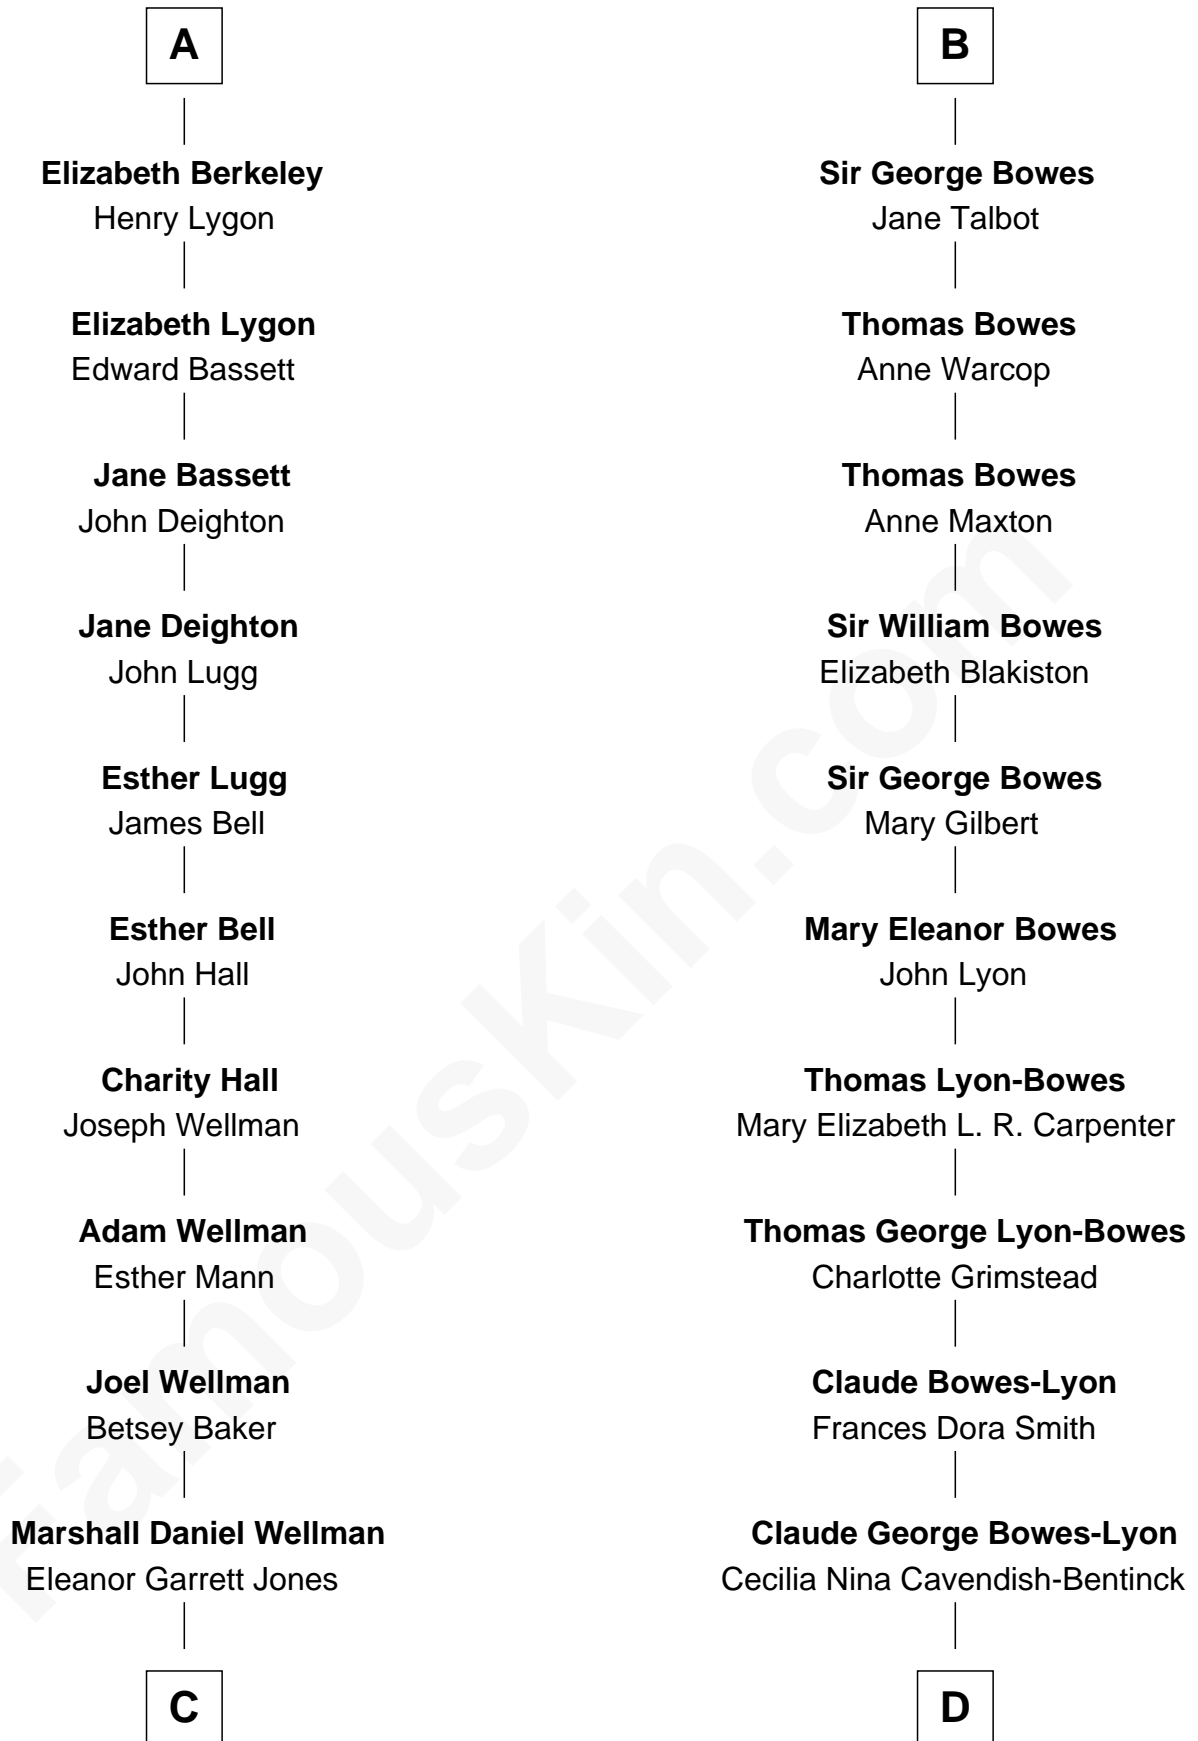 A
Elizabeth Berkeley
Henry Lygon
Elizabeth Lygon
Edward Bassett
Jane Bassett
John Deighton
Jane Deighton
John Lugg
Esther Lugg
James Bell
Esther Bell
John Hall
Charity Hall
Joseph Wellman
Adam Wellman
Esther Mann
Joel Wellman
Betsey Baker
Marshall Daniel Wellman
Eleanor Garrett Jones
C
B
Sir George Bowes
Jane Talbot
Thomas Bowes
Anne Warcop
Thomas Bowes
Anne Maxton
Sir William Bowes
Elizabeth Blakiston
Sir George Bowes
Mary Gilbert
Mary Eleanor Bowes
John Lyon
Thomas Lyon-Bowes
Mary Elizabeth L. R. Carpenter
Thomas George Lyon-Bowes
Charlotte Grimstead
Claude Bowes-Lyon
Frances Dora Smith
Claude George Bowes-Lyon
Cecilia Nina Cavendish-Bentinck
D
FamousKin.com